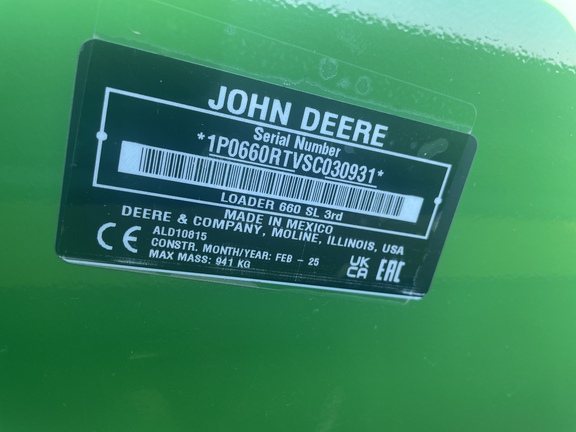 JOHN DEERE
Serial Number
*1P0660RTVSC030931*
LOADER 660 SL 3rd
MADE IN MEXICO
DEERE & COMPANY, MOLINE, ILLINOIS, USA
ALD10815
CONSTR. MONTH/YEAR: FEB - 25
MAX MASS: 941 KG
CE
UK
CA
EAC